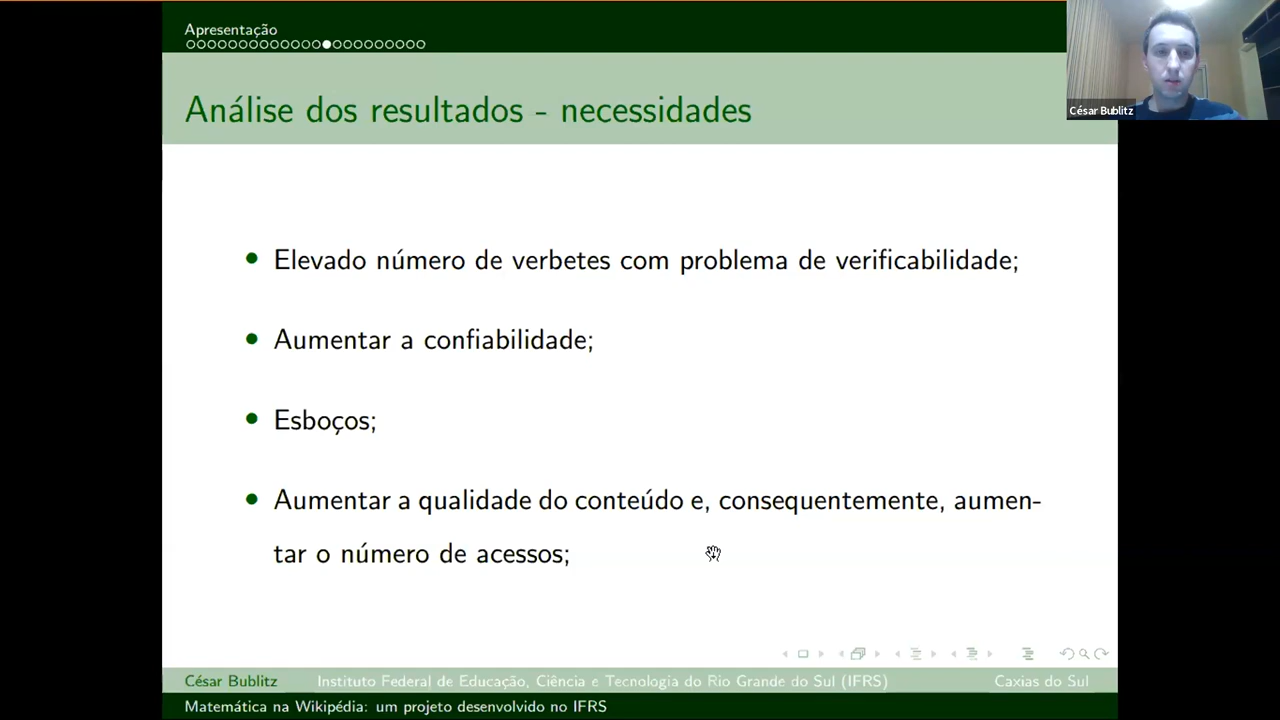 Apresentação
Análise dos resultados - necessidades
César Bublitz
• Elevado número de verbetes com problema de verificabilidade;
• Aumentar a confiabilidade;
• Esboços;
• Aumentar a qualidade do conteúdo e, consequentemente, aumen-
tar o número de acessos;
César Bublitz Instituto Federal de Educação, Ciência e Tecnologia do Rio Grande do Sul (IFRS) Caxias do Sul
Matemática na Wikipédia: um projeto desenvolvido no IFRS